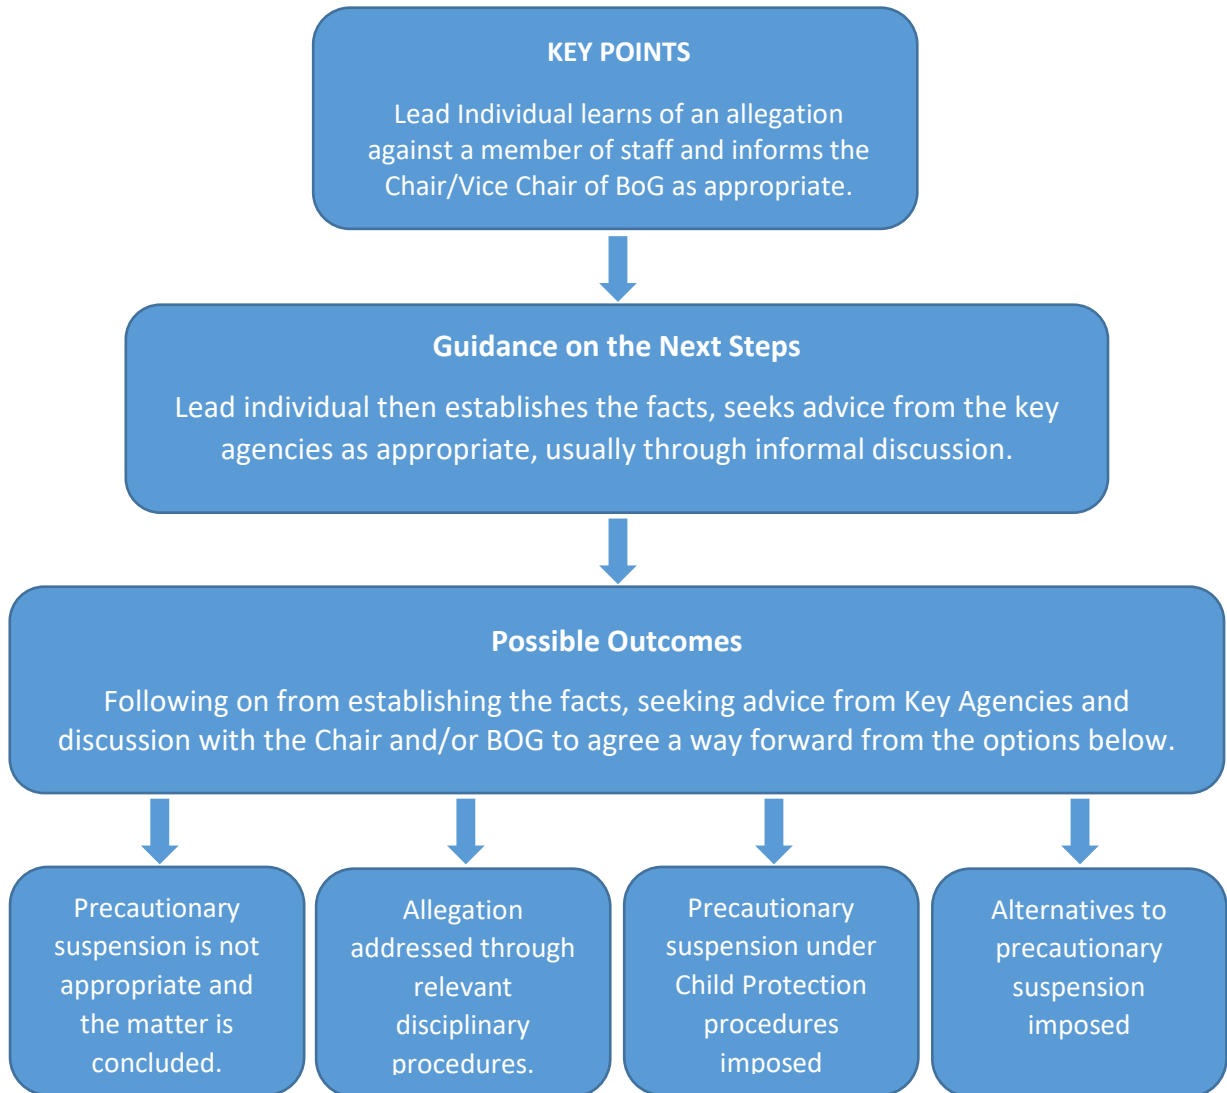 KEY POINTS
Lead Individual learns of an allegation
against a member of staff and informs the
Chair/Vice Chair of BoG as appropriate.
Guidance on the Next Steps
Lead individual then establishes the facts, seeks advice from the key
agencies as appropriate, usually through informal discussion.
Possible Outcomes
Following on from establishing the facts, seeking advice from Key Agencies and
discussion with the Chair and/or BOG to agree a way forward from the options below.
Precautionary
suspension is not
appropriate and
the matter is
concluded.
Allegation
addressed through
relevant
disciplinary
procedures.
Precautionary
suspension under
Child Protection
procedures
imposed
Alternatives to
precautionary
suspension
imposed